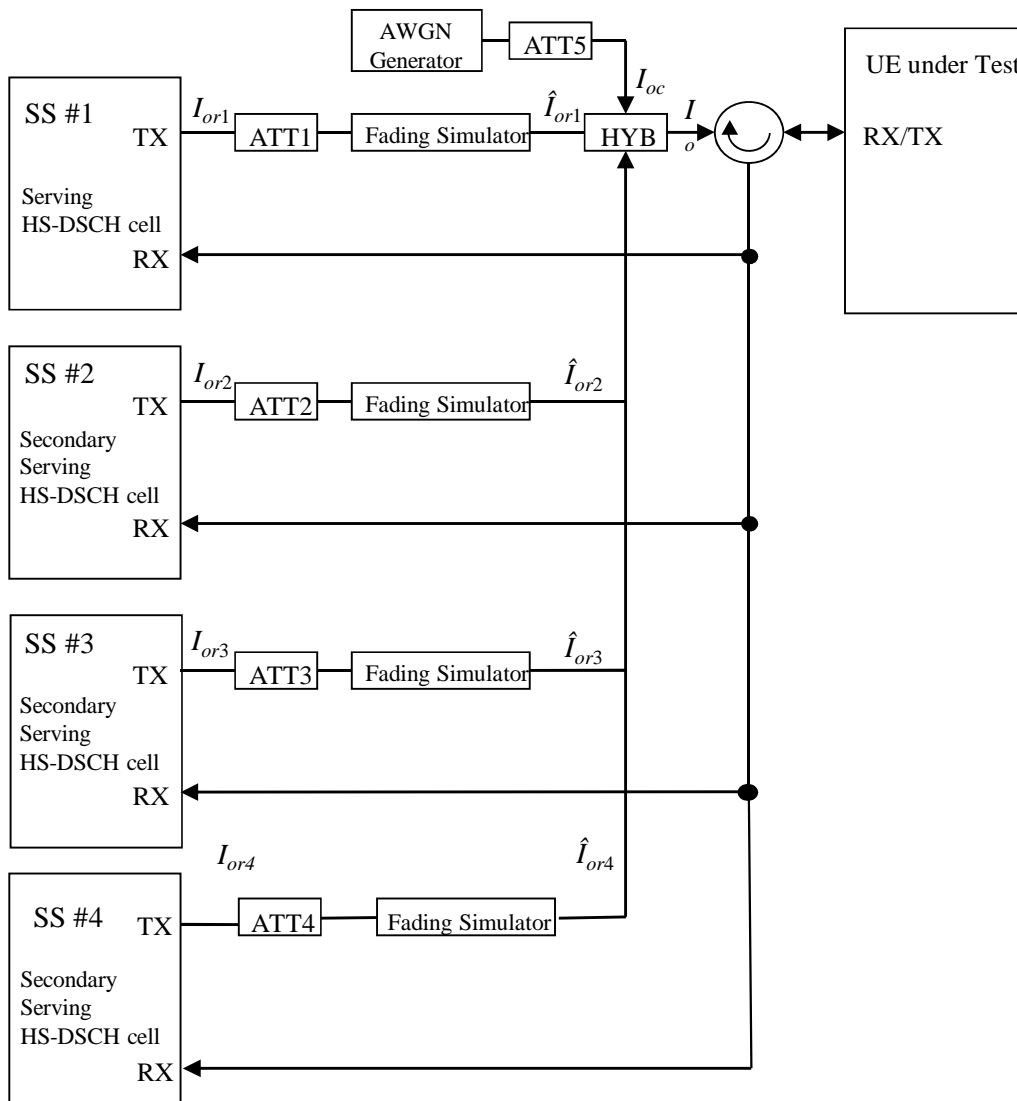 AWGN
Generator
ATT5
I_oc
UE under Test
RX/TX
SS #1
TX
Serving
HS-DSCH cell
RX
I_or1
ATT1
Fading Simulator
Î_or1
HYB
I
o
SS #2
TX
Secondary
Serving
HS-DSCH cell
RX
I_or2
ATT2
Fading Simulator
Î_or2
SS #3
TX
Secondary
Serving
HS-DSCH cell
RX
I_or3
ATT3
Fading Simulator
Î_or3
SS #4
TX
Secondary
Serving
HS-DSCH cell
RX
I_or4
ATT4
Fading Simulator
Î_or4